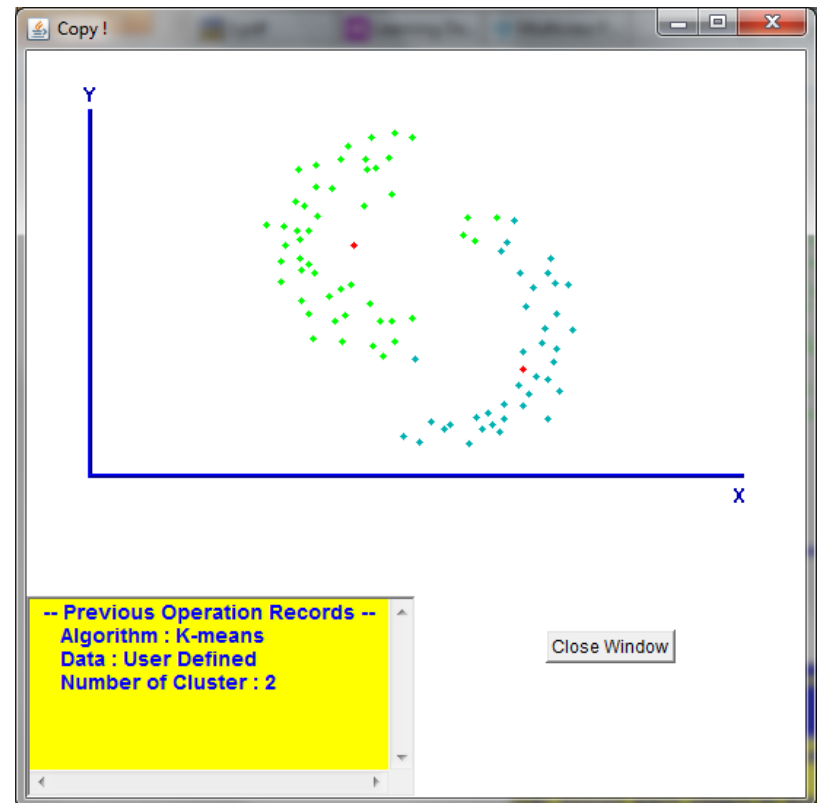 Copy !
Y
X
-- Previous Operation Records --
Algorithm : K-means
Data : User Defined
Number of Cluster : 2
Close Window